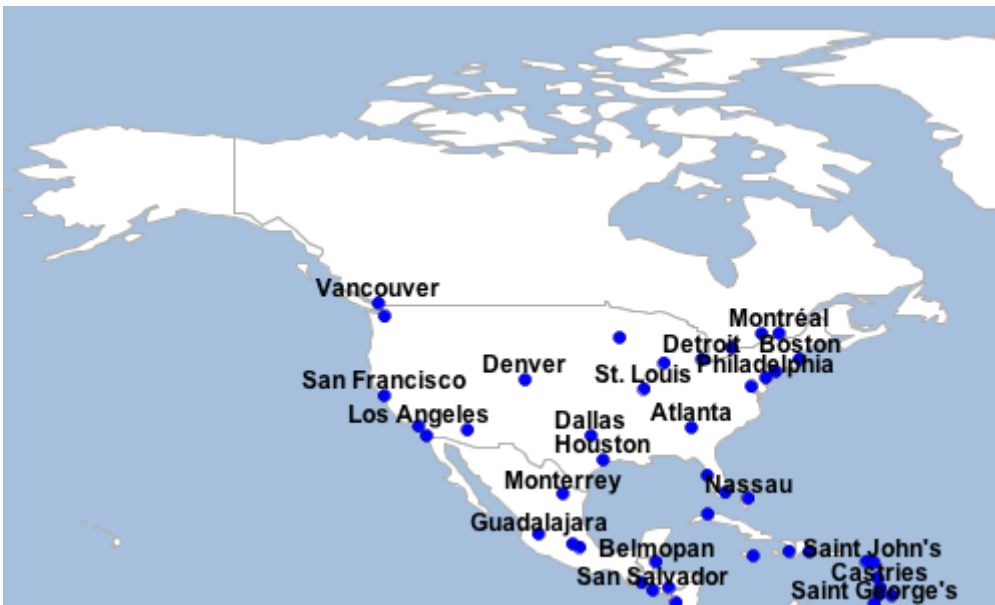 Vancouver
Montréal
Detroit
Boston
Denver
Philadelphia
St. Louis
San Francisco
Los Angeles
Atlanta
Dallas
Houston
Monterrey
Nassau
Guadalajara
Belmopan
Saint John's
San Salvador
Castries
Saint George's